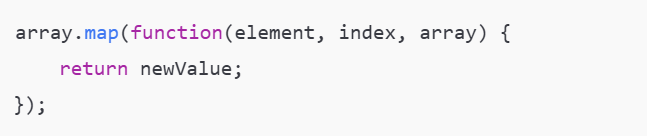 array.map(function(element, index, array) {
    return newValue;
});